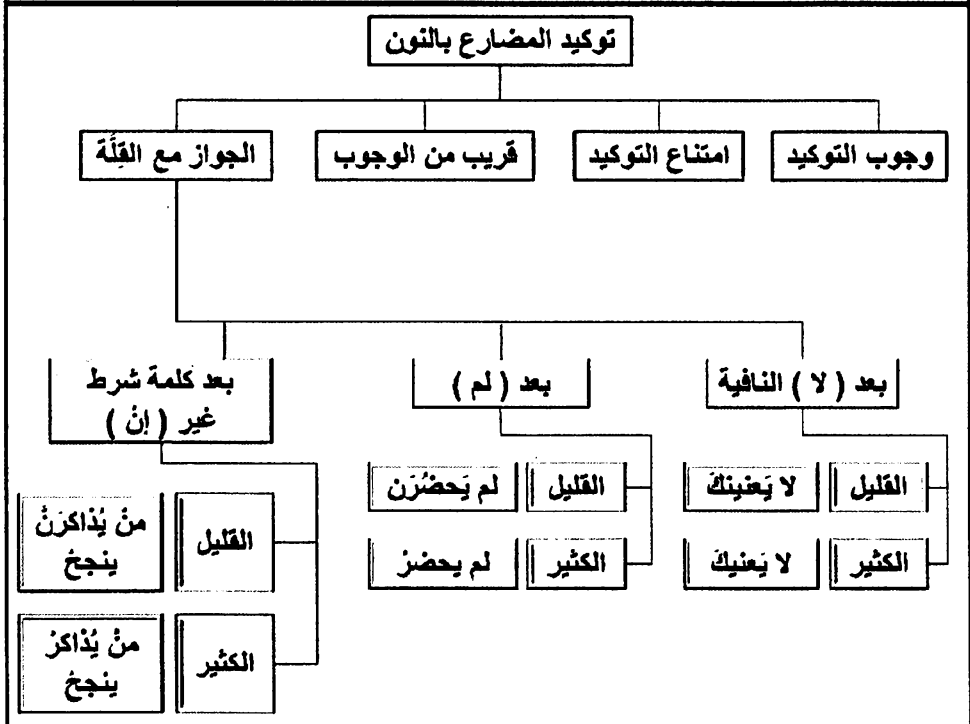 توكيد المضارع بالنون
وجوب التوكيد
امتناع التوكيد
قريب من الوجوب
الجواز مع القِلَّة
بعد ( لا ) النافية
بعد ( لم )
بعد كلمة شرط
غير ( إنْ )
القليل
لا يَعنينكَ
الكثير
لا يَعنيكَ
القليل
لم يَحضُرَن
الكثير
لم يحضرْ
القليل
منْ يُذاكرَنْ
ينجحْ
الكثير
منْ يُذاكرْ
ينجحْ